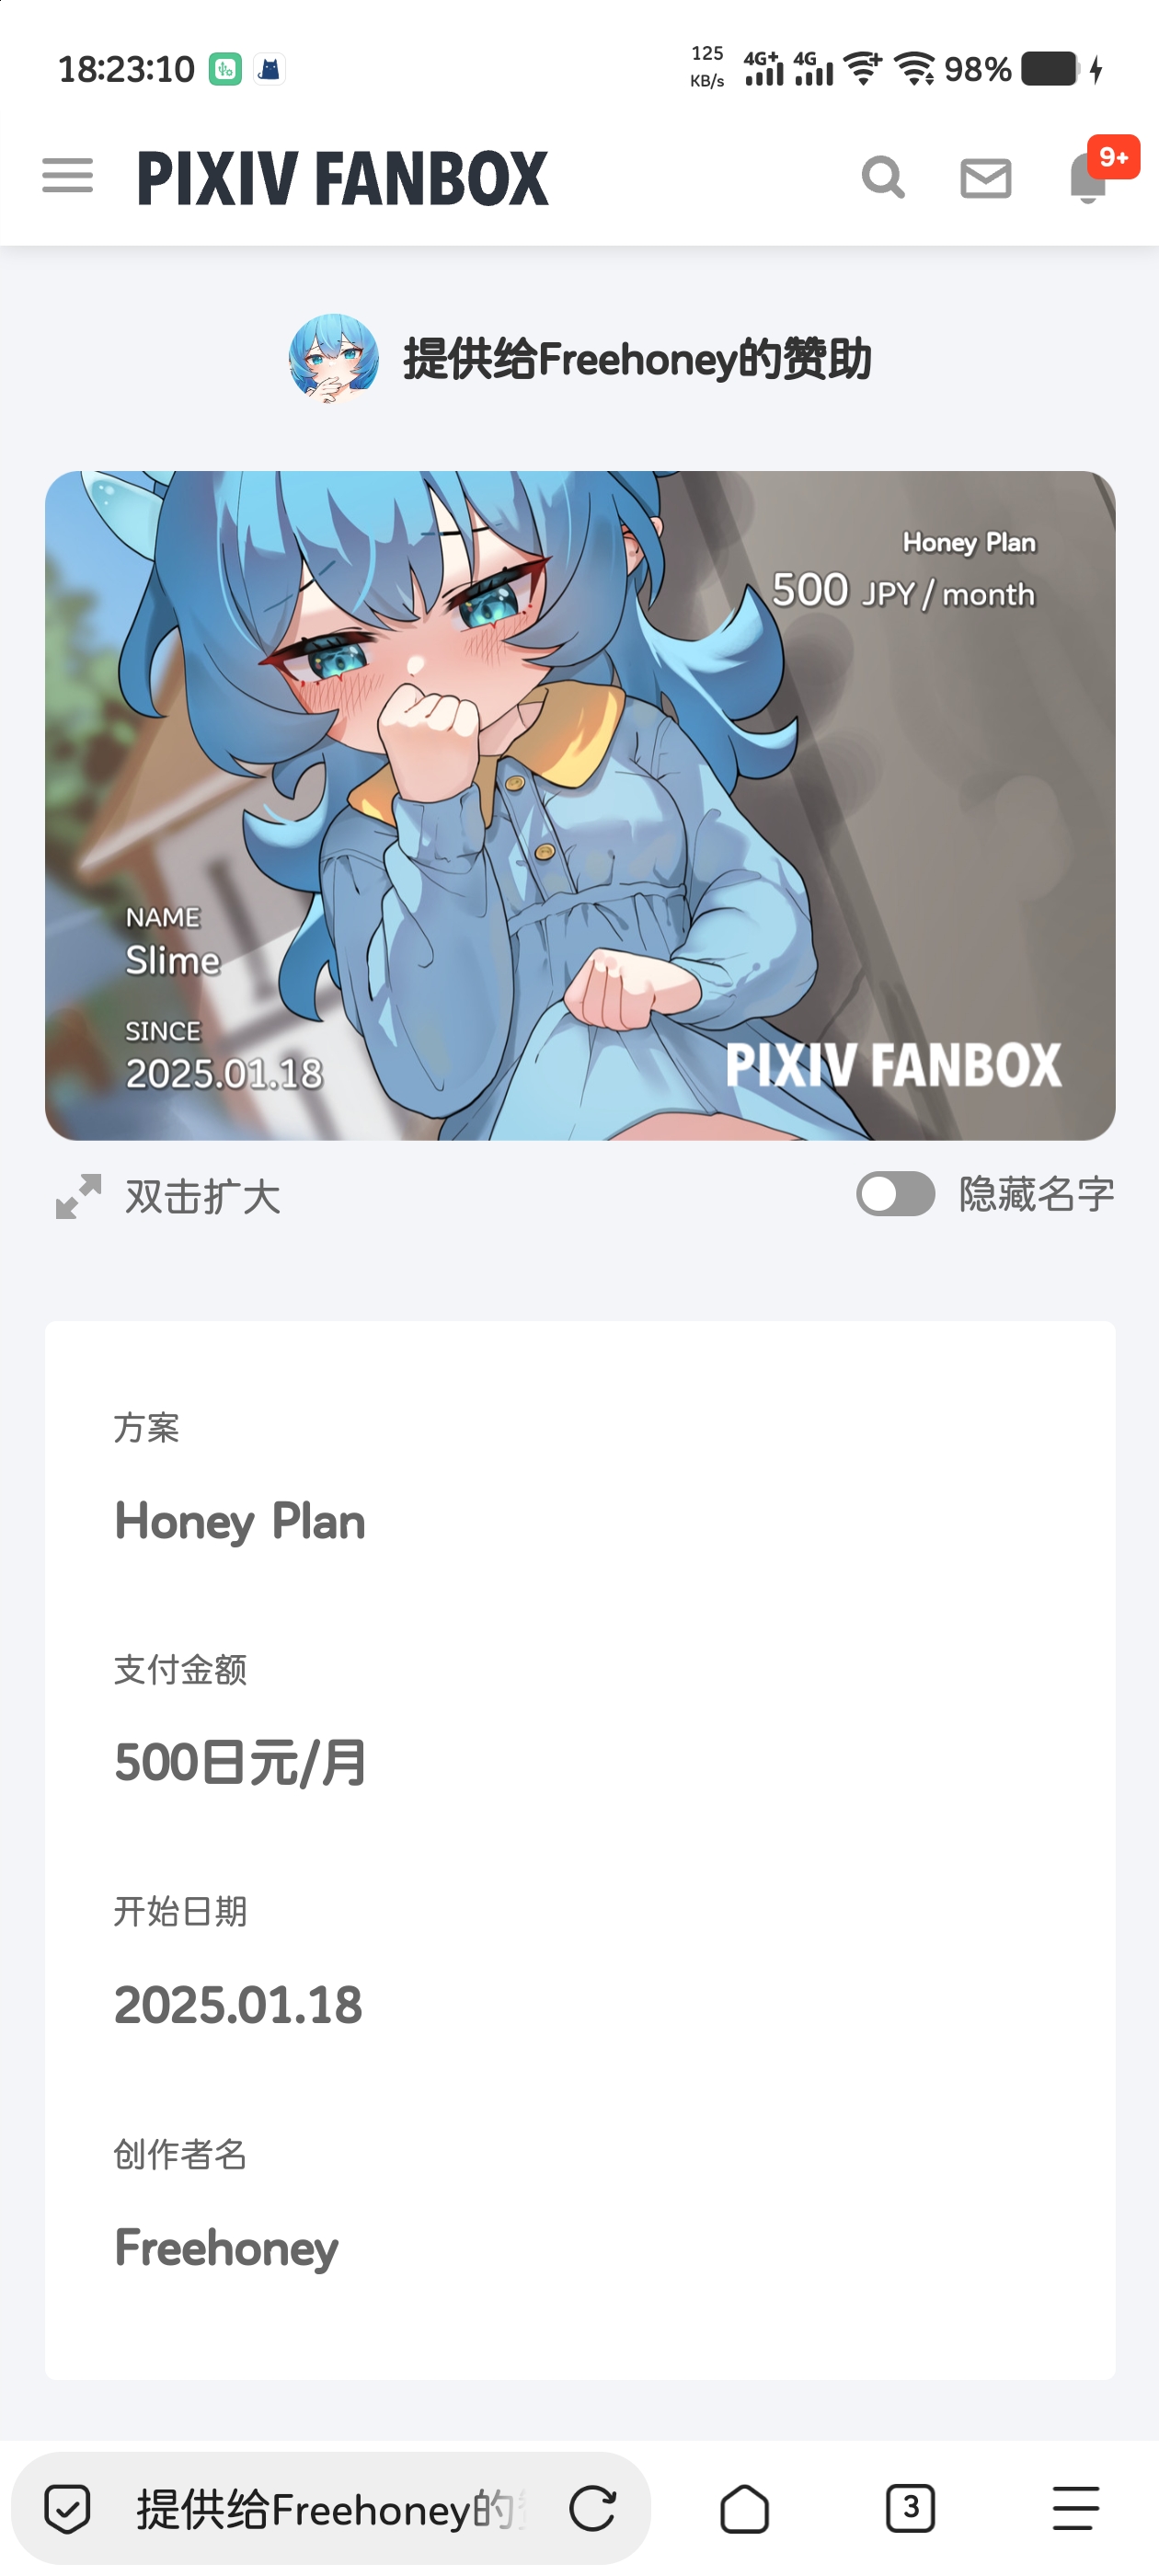 18:23:10
125
KB/s
4G+
4G
98%
PIXIV FANBOX
9+
提供给Freehoney的赞助
Honey Plan
500 JPY / month
NAME
Slime
SINCE
2025.01.18
PIXIV FANBOX
双击扩大
隐藏名字
方案
Honey Plan
支付金额
500日元/月
开始日期
2025.01.18
创作者名
Freehoney
提供给Freehoney的
3